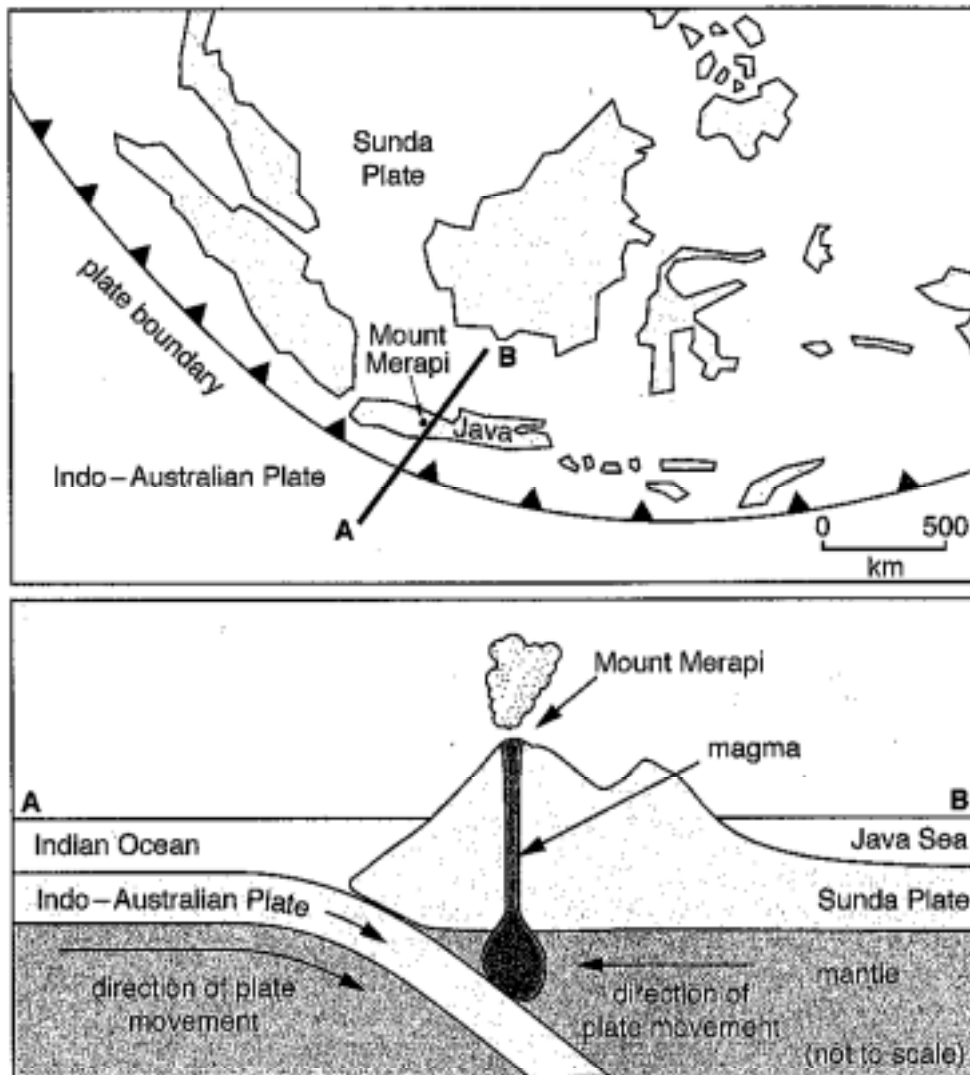 Sunda
Plate
plate boundary
Mount
Merapi
B
Java
Indo–Australian Plate
A
0 500
km
Mount Merapi
magma
A
B
Indian Ocean
Java Sea
Indo–Australian Plate
Sunda Plate
direction of plate
movement
direction of
plate movement
mantle
(not to scale)